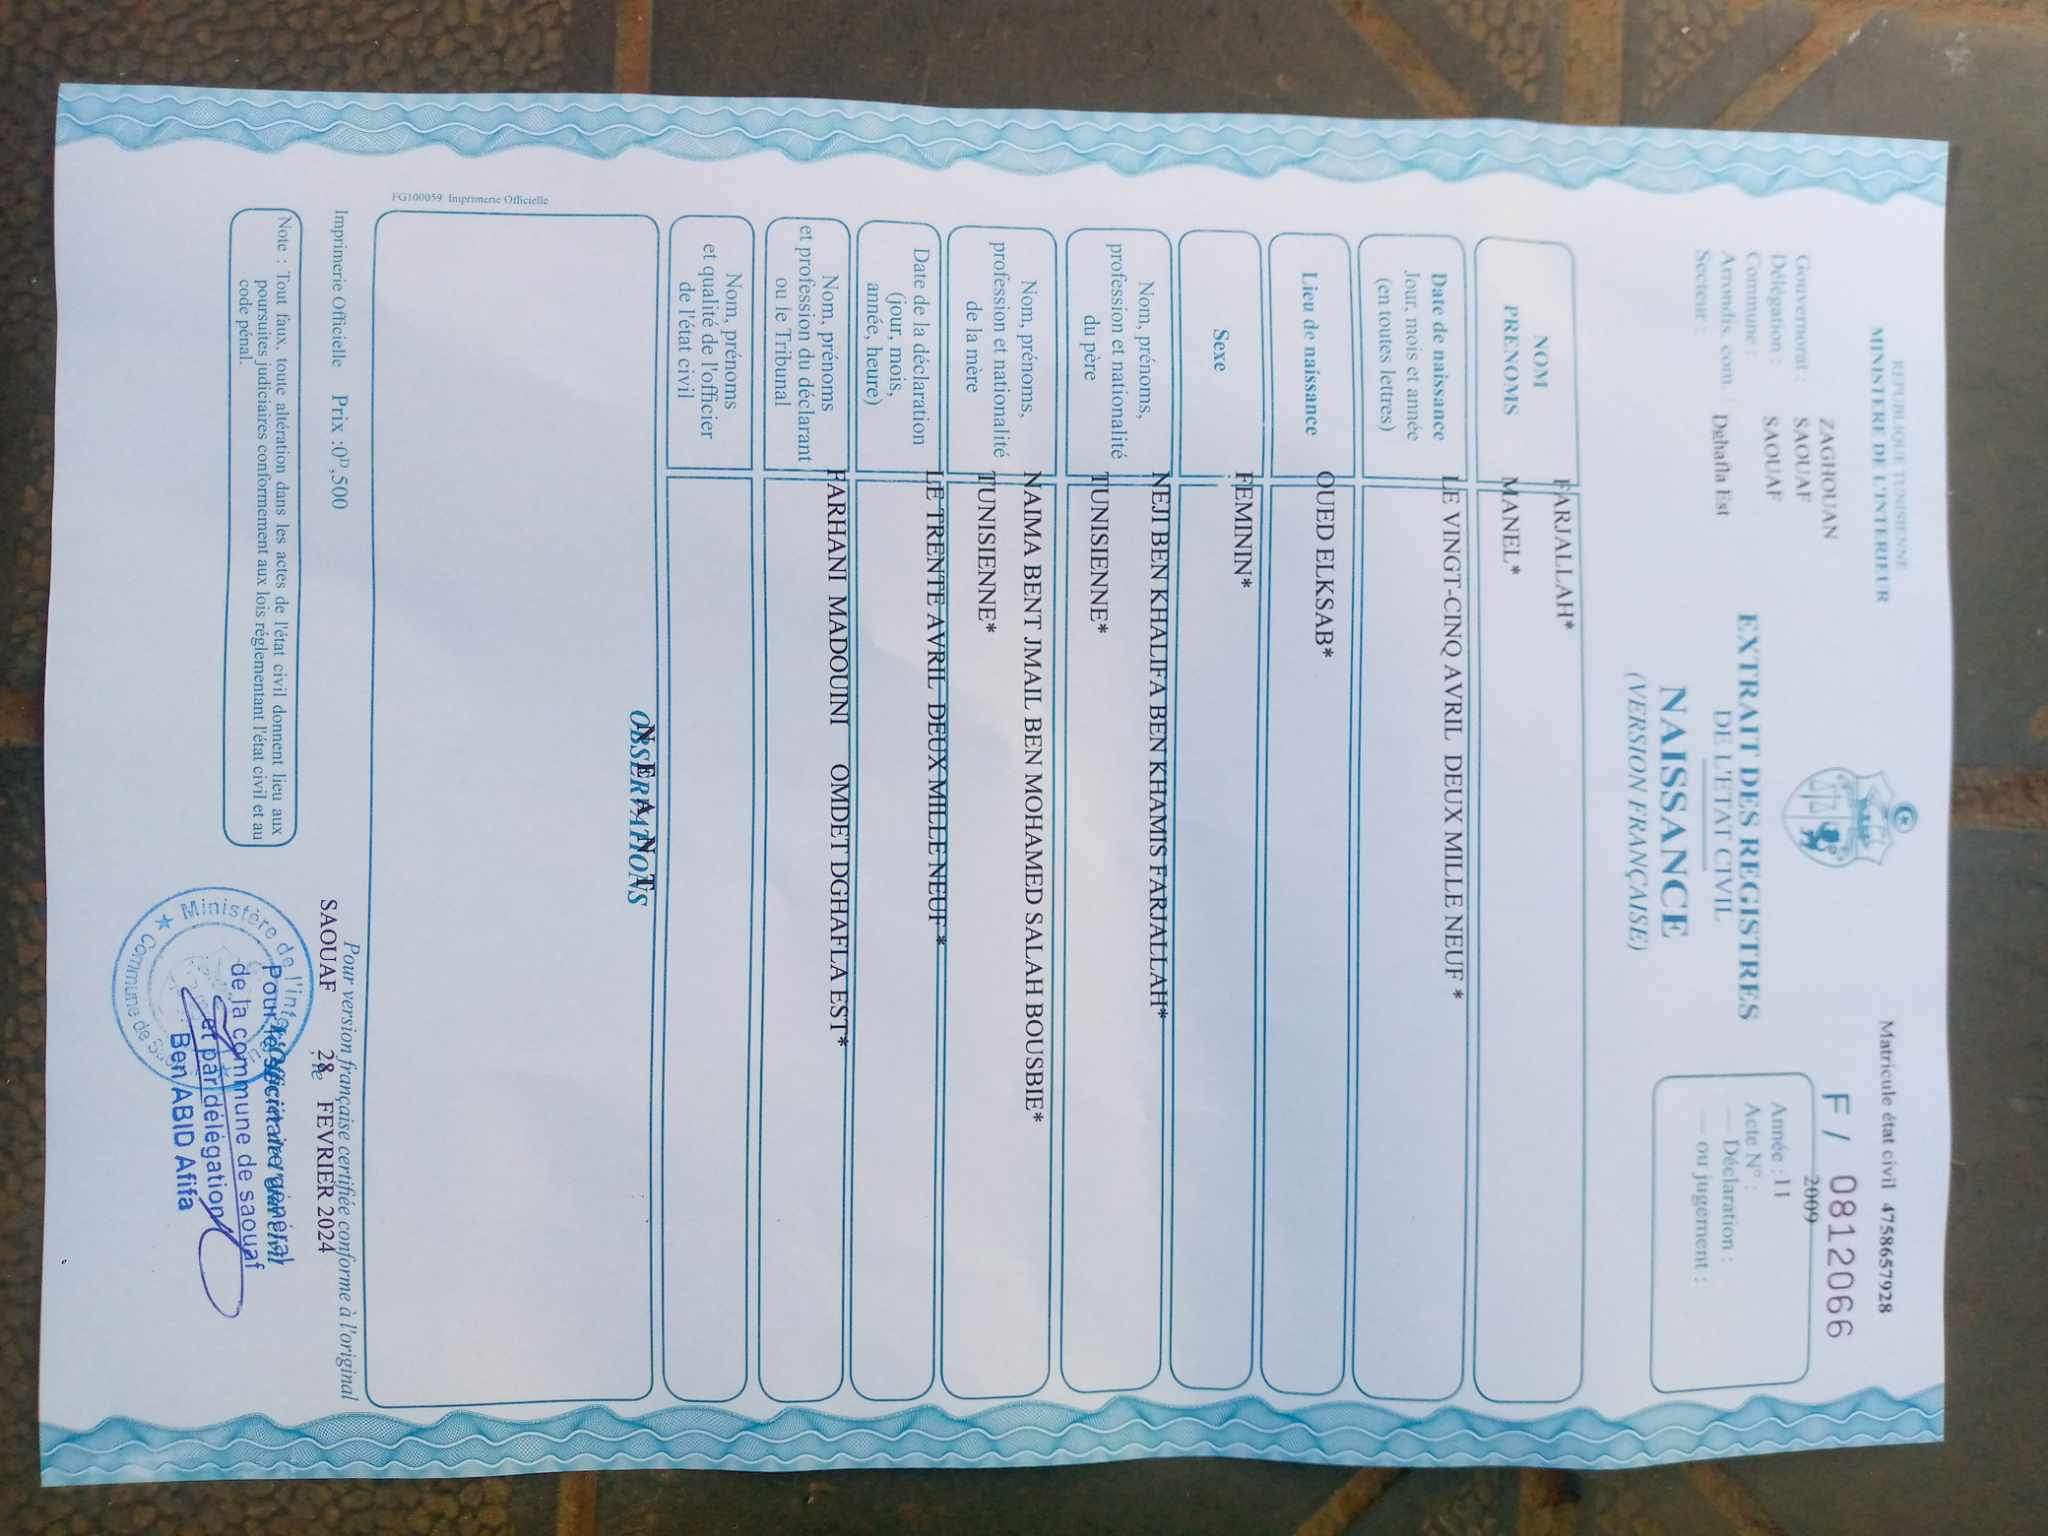 REPUBLIQUE TUNISIENNE
MINISTERE DE L'INTERIEUR
Matricule état civil 4758657928
F / 0812066
Gouvernorat : ZAGHOUAN
Délégation : SAOUAF
Commune : SAOUAF
Arrondis. com. : Dghafla Est
Secteur :
EXTRAIT DES REGISTRES
DE L'ETAT CIVIL
NAISSANCE
(VERSION FRANÇAISE)
2009
Année : 11
Acte N° :
— Déclaration :
— ou jugement :
NOM
PRENOMS
FARJALLAH*
MANEL*
Date de naissance
Jour, mois et année
(en toutes lettres)
LE VINGT-CINQ AVRIL DEUX MILLE NEUF *
Lieu de naissance
OUED ELKSAB*
Sexe
FEMININ*
Nom, prénoms,
profession et nationalité
du père
NEJI BEN KHALIFA BEN KHAMIS FARJALLAH*
TUNISIENNE*
Nom, prénoms,
profession et nationalité
de la mère
NAIMA BENT JMAIL BEN MOHAMED SALAH BOUSBIE*
TUNISIENNE*
Date de la déclaration
(jour, mois,
année, heure)
LE TRENTE AVRIL DEUX MILLE NEUF *
Nom, prénoms
et profession du déclarant
ou le Tribunal
FARHANI MADOUINI OMDET DGHAFLA EST*
Nom, prénoms
et qualité de l'officier
de l'état civil
OBSERVATIONS
N E A N T
FG100059 Imprimerie Officielle
Pour version française certifiée conforme à l'original
SAOUAF 28 FEVRIER 2024
Imprimerie Officielle Prix :0D,500
Note : Tout faux, toute altération dans les actes de l'état civil donnent lieu aux
poursuites judiciaires conformement aux lois réglementant l'état civil et au
code pénal.
Ministère de l'Intérieur
Commune de
Pour le secrétaire général
de la commune de saouaf
et par délégation
Ben ABID Afifa